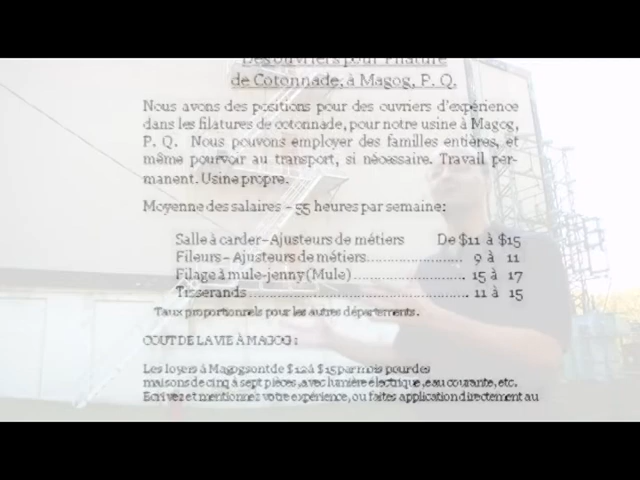 Des ouvriers pour Filature
de Cotonnade, à Magog, P. Q.
Nous avons des positions pour des ouvriers d'expérience
dans les filatures de cotonnade, pour notre usine à Magog,
P. Q. Nous pouvons employer des familles entières, et
même pourvoir au transport, si nécessaire. Travail per-
manent. Usine propre.
Moyenne des salaires – 55 heures par semaine:
Salle à carder–Ajusteurs de métiers De $11 à $15
Fileurs – Ajusteurs de métiers........................ 9 à 11
Filage à mule-jenny (Mule)............................ 15 à 17
Tisserands................................................ 11 à 15
Taux proportionnels pour les autres départements.
COUT DE LA VIE À MAGOG :
Les loyers à Magog sont de $12 à $15 par mois pour des
maisons de cinq à sept pièces, avec lumière électrique, eau courante, etc.
Ecrivez et mentionnez votre expérience, ou faites application directement au